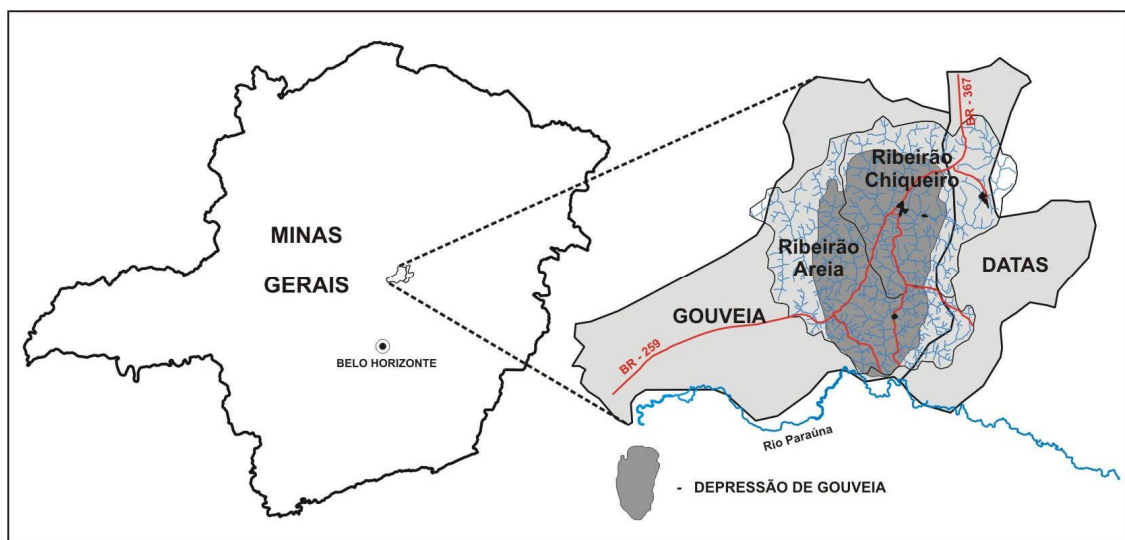 MINAS
GERAIS
BELO HORIZONTE
BR - 367
Ribeirão
Chiqueiro
Ribeirão
Areia
DATAS
GOUVEIA
BR - 259
Rio Paraúna
- DEPRESSÃO DE GOUVEIA